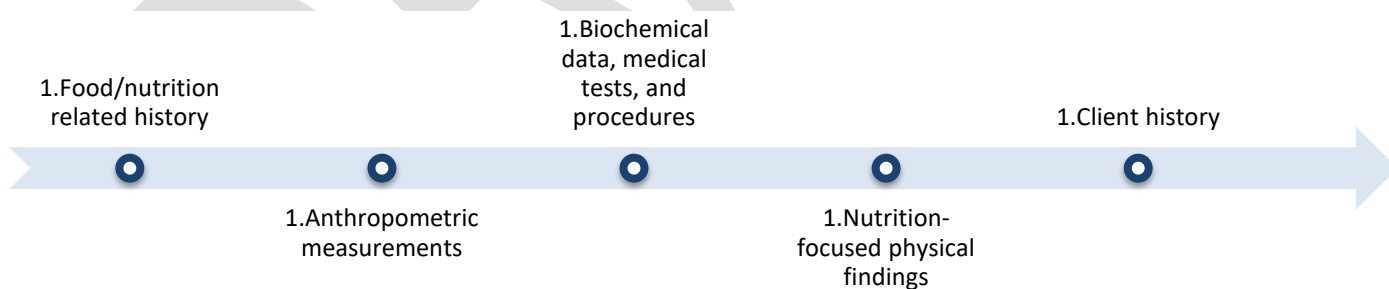 1.Food/nutrition
related history
1.Anthropometric
measurements
1.Biochemical
data, medical
tests, and
procedures
1.Nutrition-
focused physical
findings
1.Client history